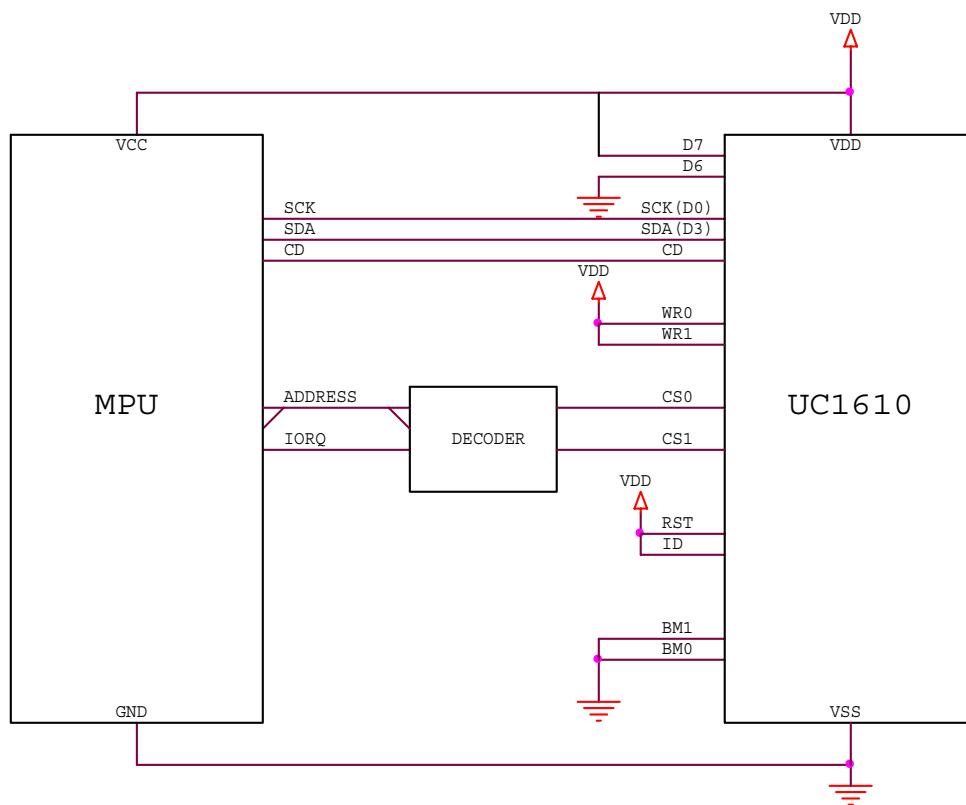 VDD
VCC
VDD
D7
D6
SCK SCK(D0)
SDA SDA(D3)
CD CD
VDD
WR0
WR1
MPU UC1610
ADDRESS CS0
DECODER
IORQ CS1
VDD
RST
ID
BM1
BM0
GND VSS